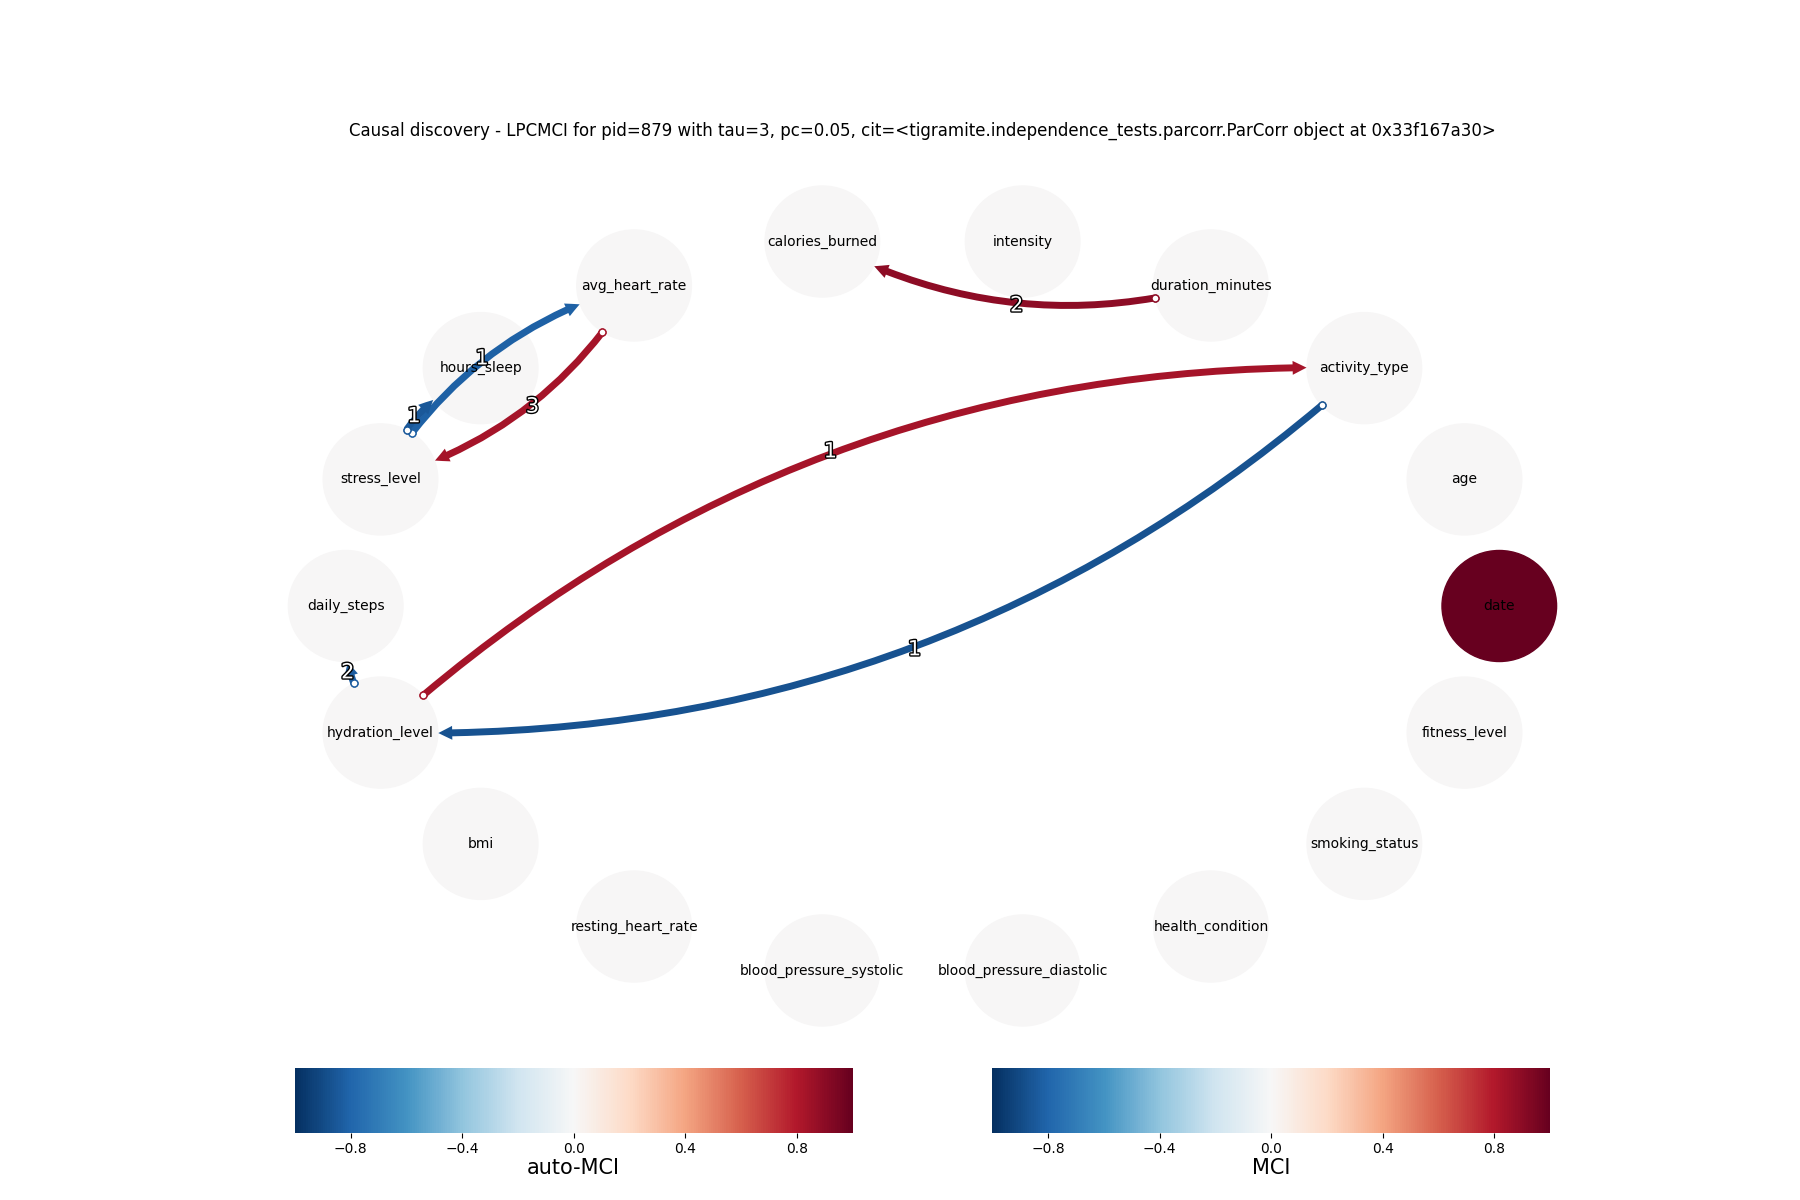 Causal discovery - LPCMCI for pid=879 with tau=3, pc=0.05, cit=<tigramite.independence_tests.parcorr.ParCorr object at 0x33f167a30>
calories_burned
intensity
avg_heart_rate
duration_minutes
2
1
hours_sleep
activity_type
3
1
1
stress_level
age
daily_steps
date
1
2
hydration_level
fitness_level
bmi
smoking_status
resting_heart_rate
health_condition
blood_pressure_systolic
blood_pressure_diastolic
−0.8 −0.4 0.0 0.4 0.8
auto-MCI
−0.8 −0.4 0.0 0.4 0.8
MCI